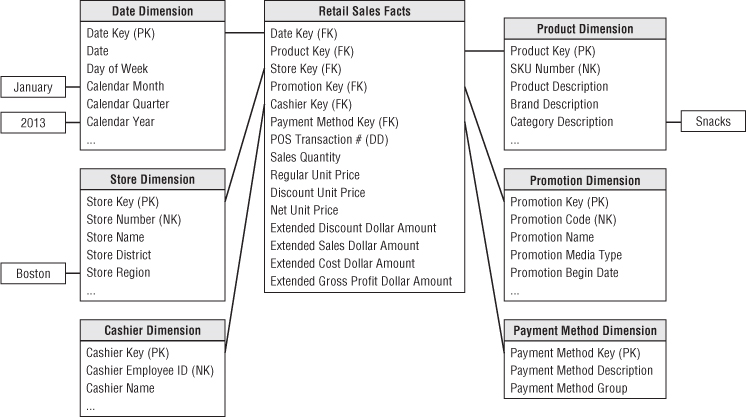 Date Dimension
Date Key (PK)
Date
Day of Week
Calendar Month
Calendar Quarter
Calendar Year
...
January
2013
Store Dimension
Store Key (PK)
Store Number (NK)
Store Name
Store District
Store Region
...
Boston
Cashier Dimension
Cashier Key (PK)
Cashier Employee ID (NK)
Cashier Name
...
Retail Sales Facts
Date Key (FK)
Product Key (FK)
Store Key (FK)
Promotion Key (FK)
Cashier Key (FK)
Payment Method Key (FK)
POS Transaction # (DD)
Sales Quantity
Regular Unit Price
Discount Unit Price
Net Unit Price
Extended Discount Dollar Amount
Extended Sales Dollar Amount
Extended Cost Dollar Amount
Extended Gross Profit Dollar Amount
Product Dimension
Product Key (PK)
SKU Number (NK)
Product Description
Brand Description
Category Description
...
Snacks
Promotion Dimension
Promotion Key (PK)
Promotion Code (NK)
Promotion Name
Promotion Media Type
Promotion Begin Date
...
Payment Method Dimension
Payment Method Key (PK)
Payment Method Description
Payment Method Group